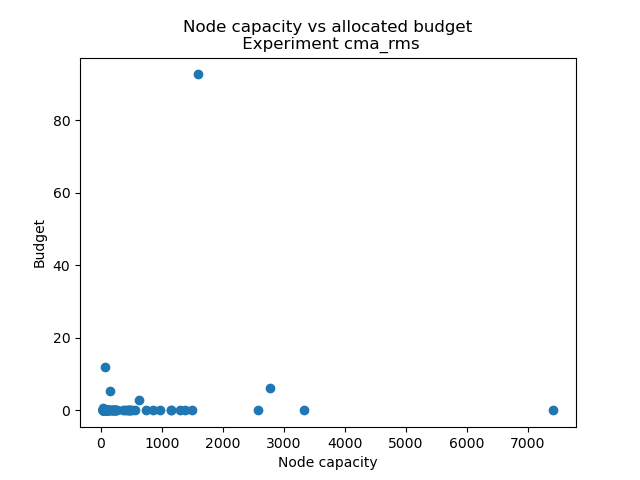 Node capacity vs allocated budget
Experiment cma_rms
80
60
40
20
0
Budget
0 1000 2000 3000 4000 5000 6000 7000
Node capacity